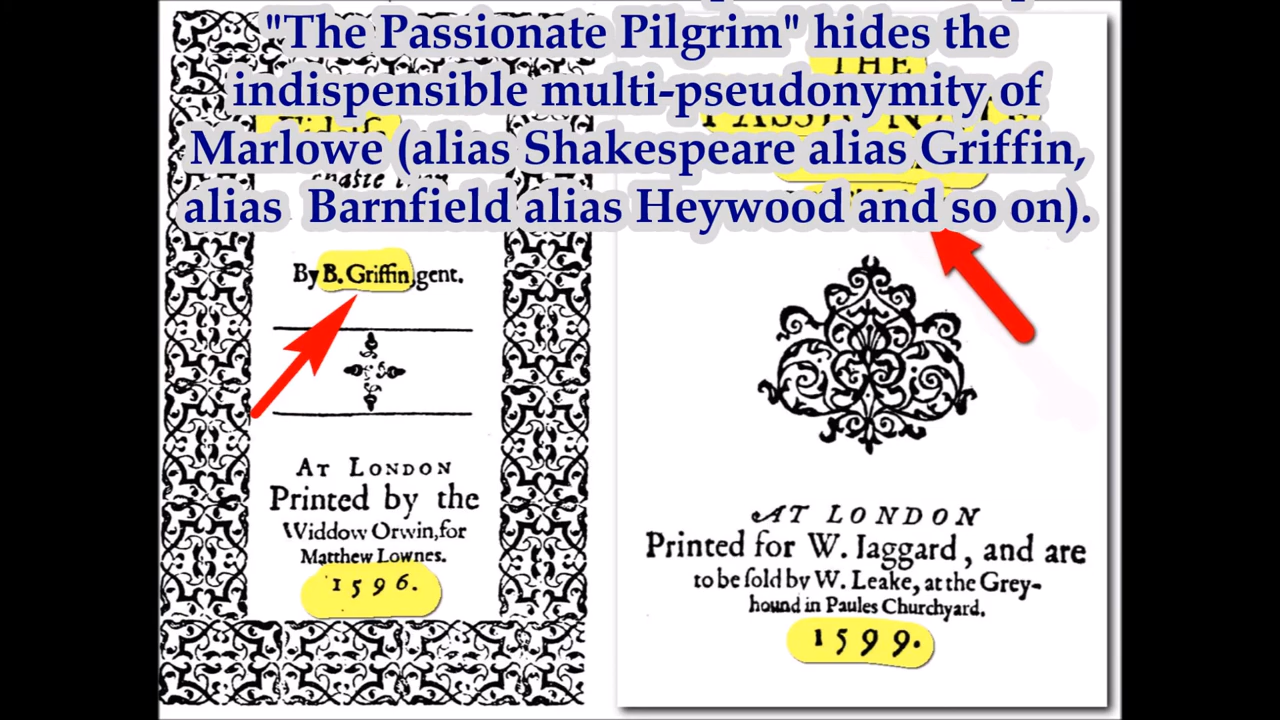 "The Passionate Pilgrim" hides the
indispensible multi-pseudonymity of
Marlowe (alias Shakespeare alias Griffin,
alias Barnfield alias Heywood and so on).
By B. Griffin, gent.
AT LONDON
Printed by the
Widdow Orwin, for
Matthew Lownes.
1596.
THE
AT LONDON
Printed for W. Iaggard, and are
to be ſold by W. Leake, at the Grey-
hound in Paules Churchyard.
1599.